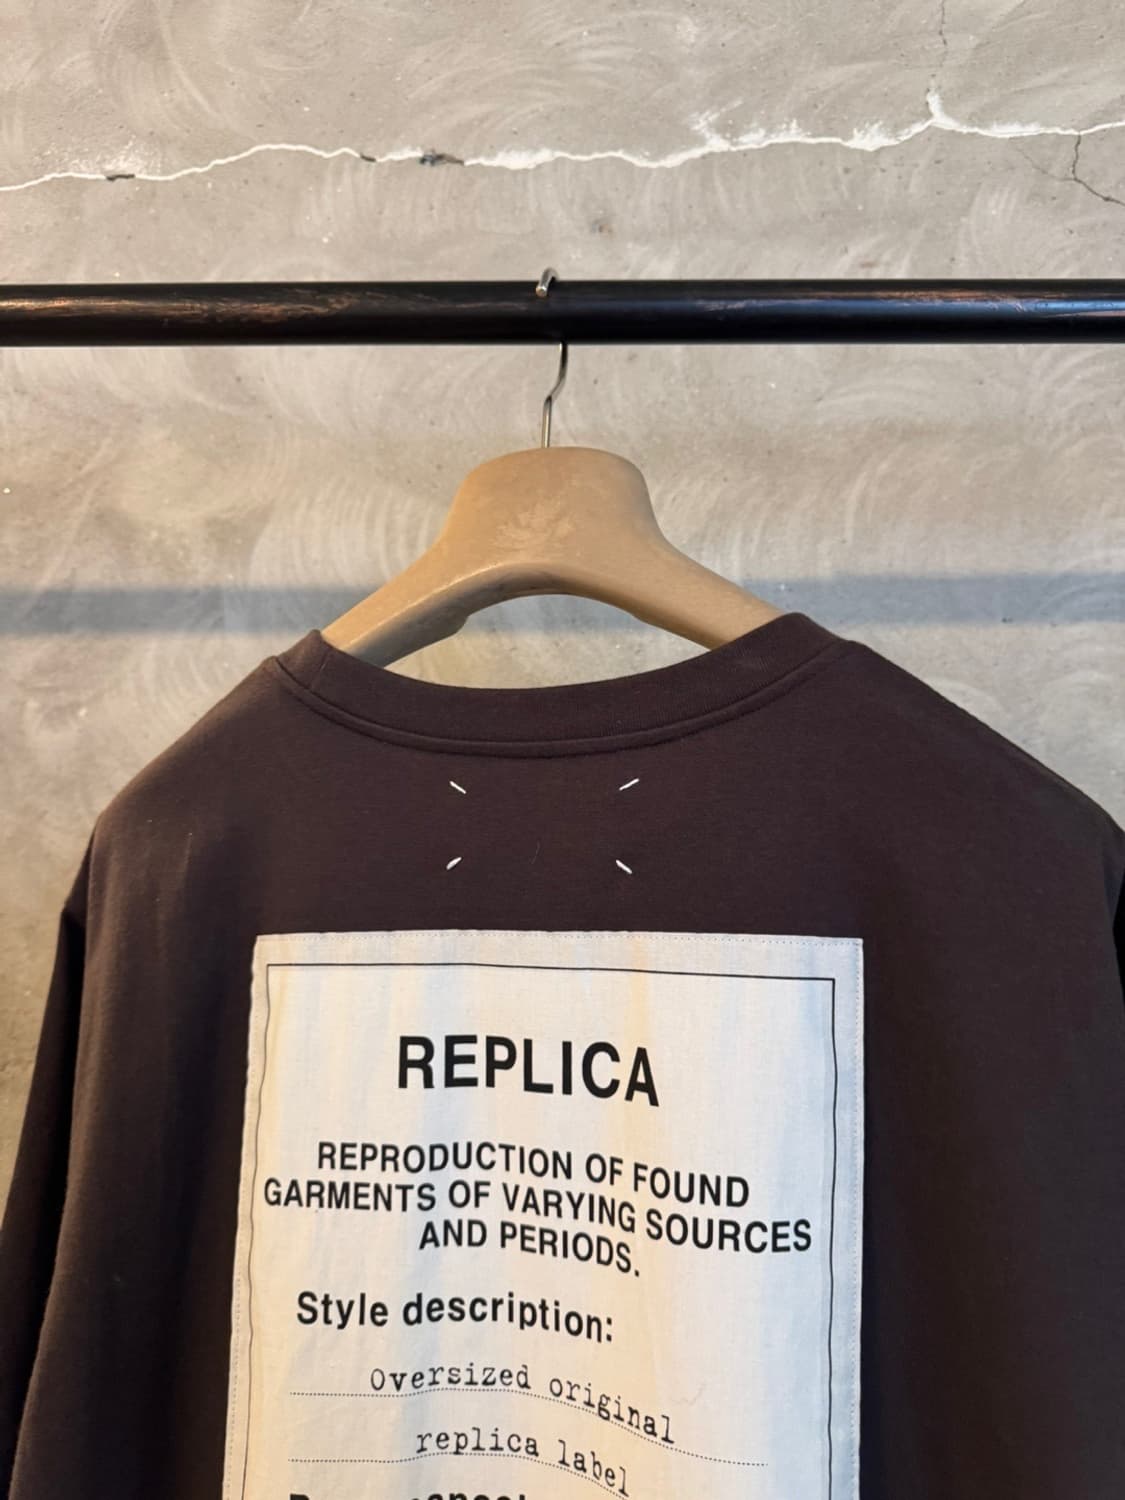 REPLICA
REPRODUCTION OF FOUND
GARMENTS OF VARYING SOURCES
AND PERIODS.
Style description:
Oversized original
replica label